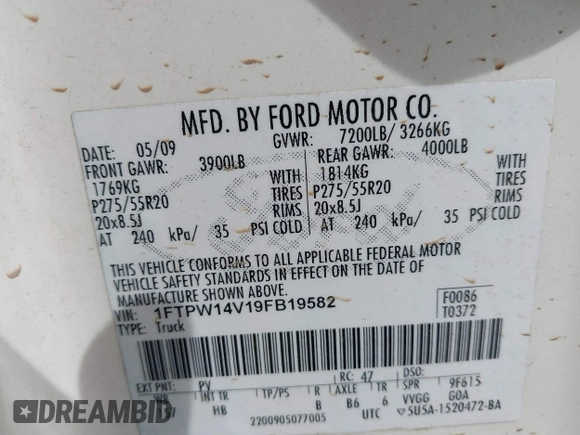 MFD. BY FORD MOTOR CO.
DATE: 05/09 GVWR: 7200LB/ 3266KG
FRONT GAWR: 3900LB REAR GAWR: 4000LB
1769KG WITH 1814KG WITH
P275/55R20 TIRES P275/55R20 TIRES
20x8.5J RIMS 20x8.5J RIMS
AT 240 kPa/ 35 PSI COLD AT 240 kPa/ 35 PSI COLD
THIS VEHICLE CONFORMS TO ALL APPLICABLE FEDERAL MOTOR
VEHICLE SAFETY STANDARDS IN EFFECT ON THE DATE OF
MANUFACTURE SHOWN ABOVE.
VIN: 1FTPW14V19FB19582 F0086
TYPE: Truck T0372
EXT PNT: PV RC: 47 DSO:
WB INT TR TP/PS R AXLE TR SPR 9F615
HB B B6 6 VVGG GOA
2200905077005 UTC 5U5A-1520472-BA
DID CARFAST